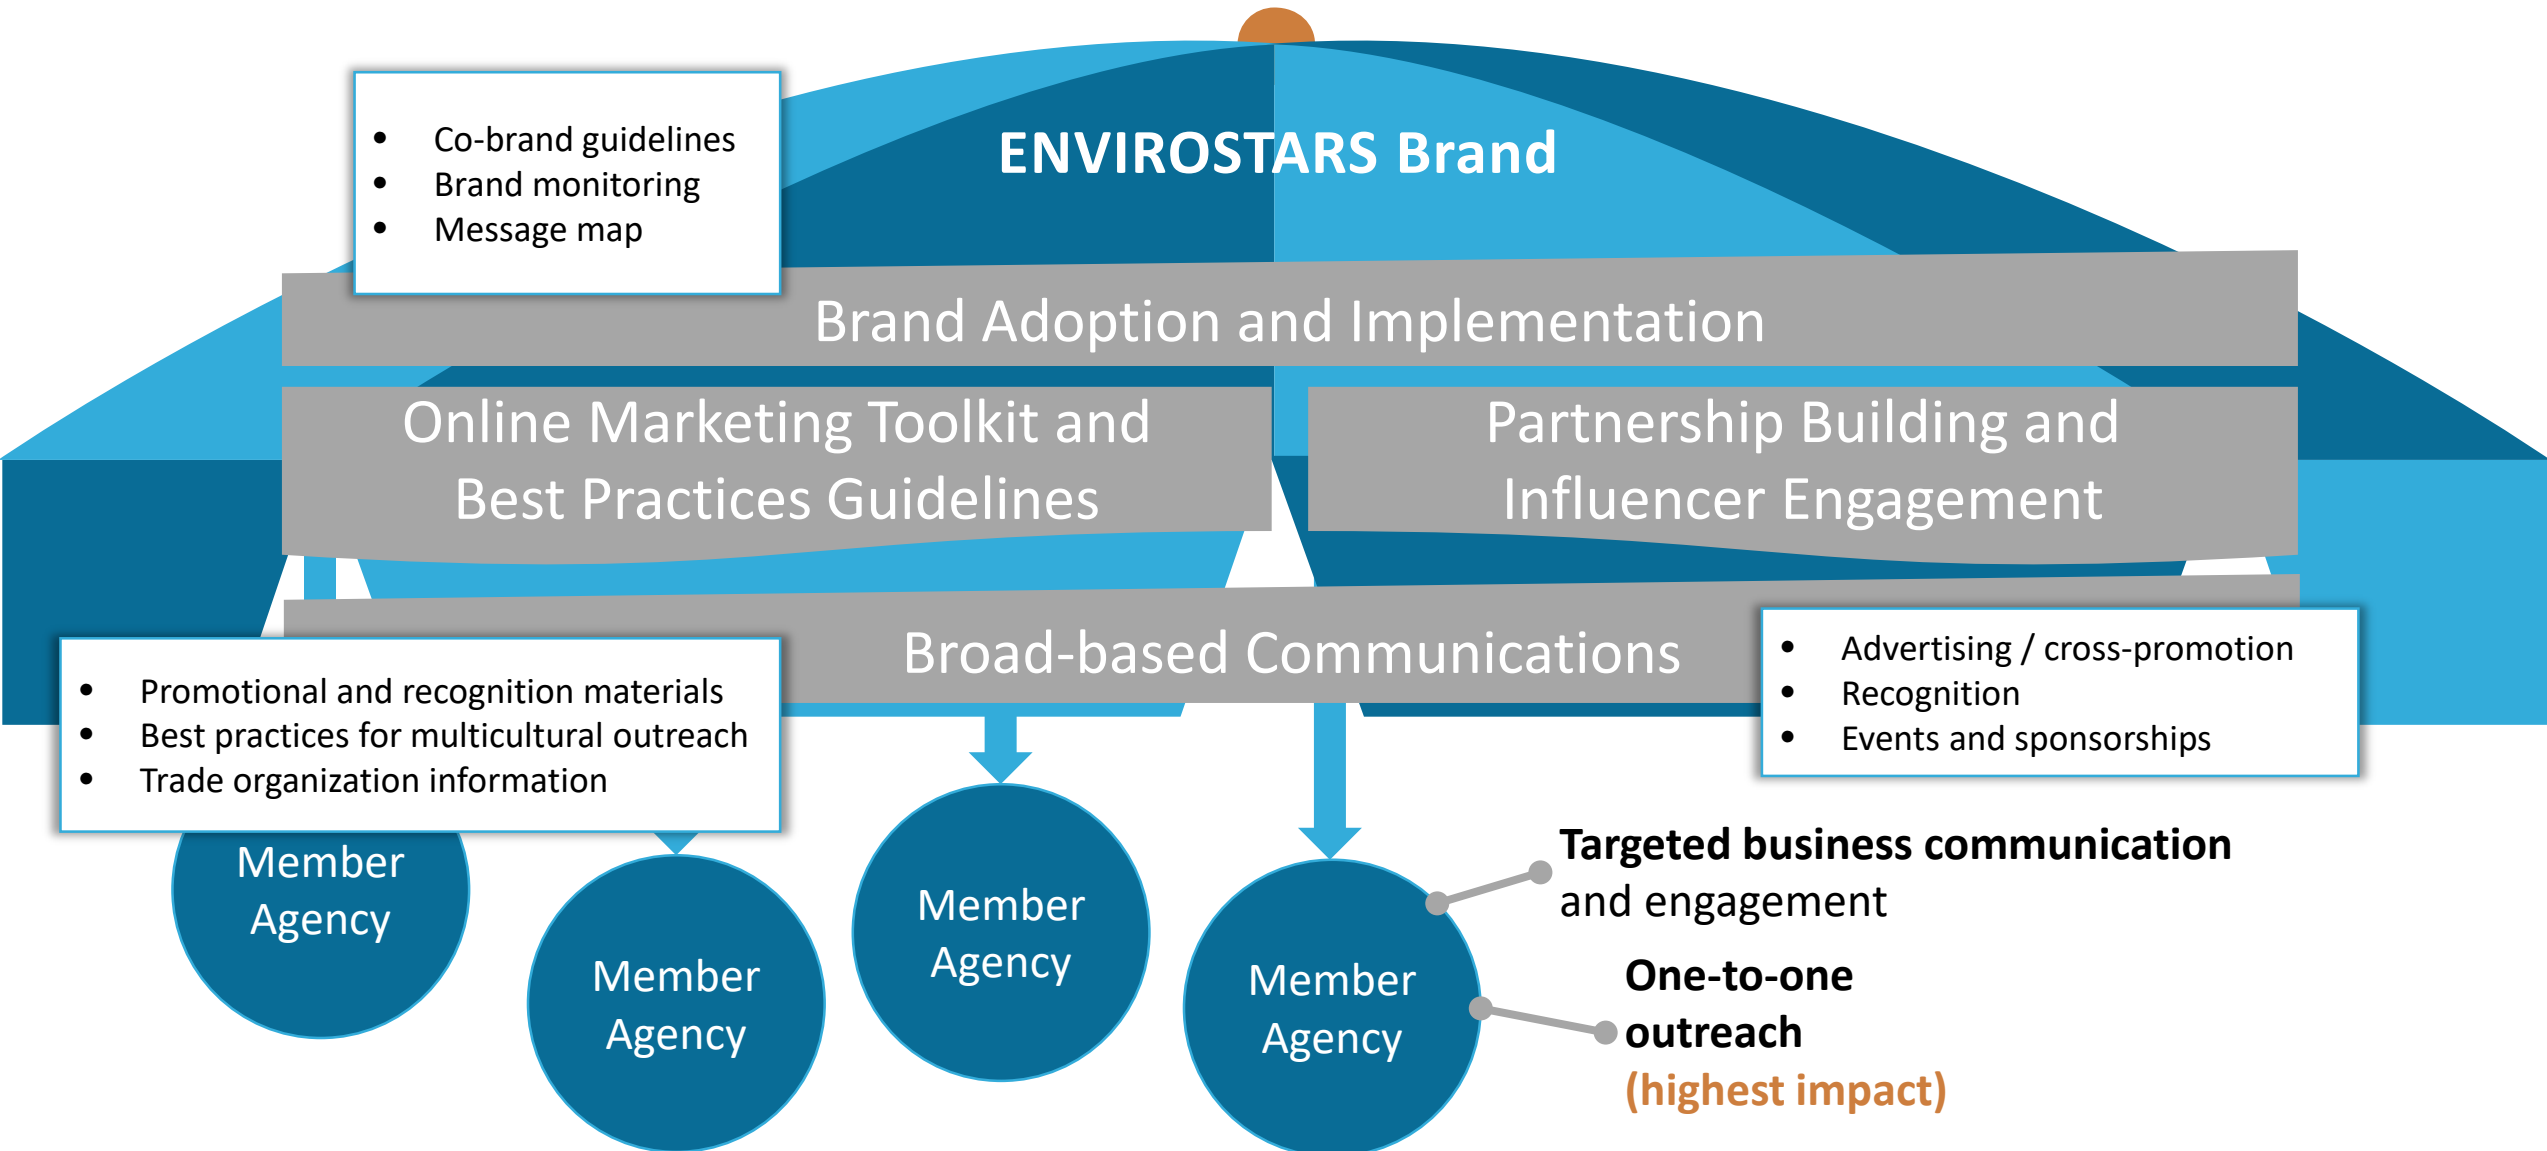 ENVIROSTARS Brand
• Co-brand guidelines
• Brand monitoring
• Message map
Brand Adoption and Implementation
Online Marketing Toolkit and
Best Practices Guidelines
Partnership Building and
Influencer Engagement
Broad-based Communications
• Promotional and recognition materials
• Best practices for multicultural outreach
• Trade organization information
• Advertising / cross-promotion
• Recognition
• Events and sponsorships
Member
Agency
Member
Agency
Member
Agency
Member
Agency
Targeted business communication
and engagement
One-to-one
outreach
(highest impact)